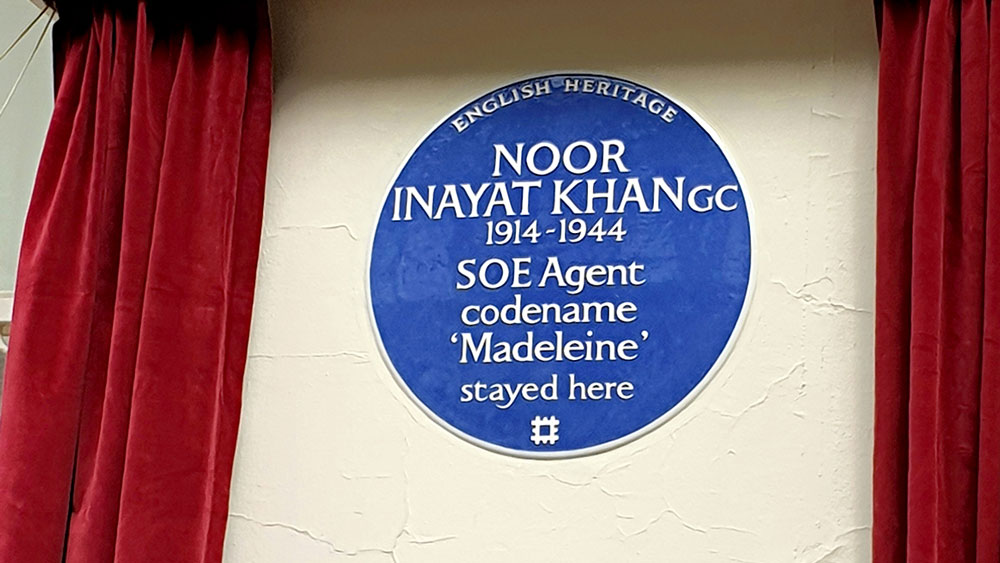 ENGLISH HERITAGE
NOOR
INAYAT KHAN GC
1914-1944
SOE Agent
codename
‘Madeleine’
stayed here